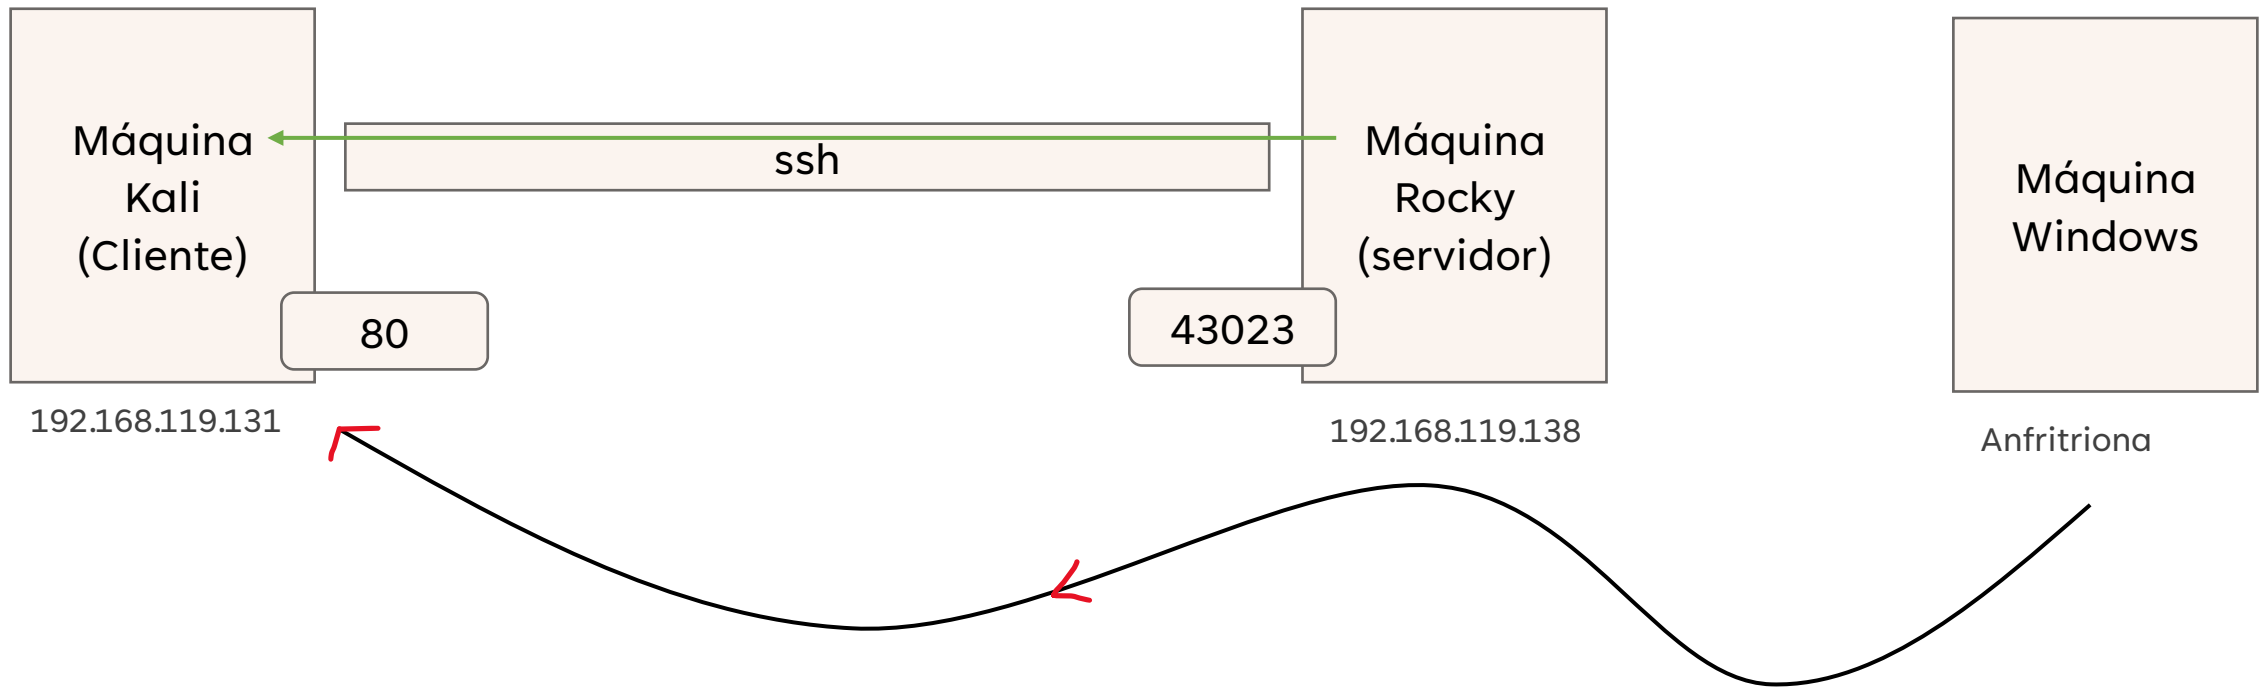 Máquina
Kali
(Cliente)
80
192.168.119.131
ssh
Máquina
Rocky
(servidor)
43023
192.168.119.138
Máquina
Windows
Anfritriona